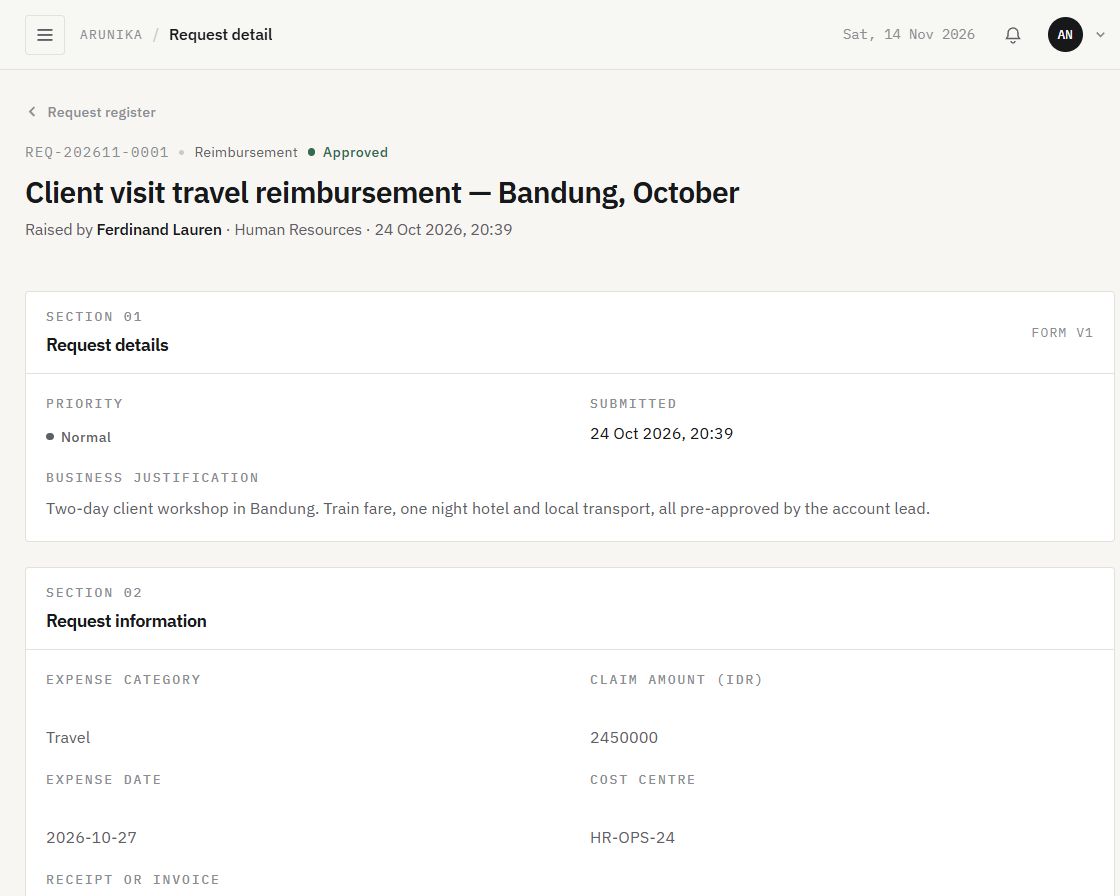 ARUNIKA / Request detail Sat, 14 Nov 2026 AN
Request register
REQ-202611-0001 Reimbursement Approved
Client visit travel reimbursement — Bandung, October
Raised by Ferdinand Lauren · Human Resources · 24 Oct 2026, 20:39
SECTION 01
Request details
FORM V1
PRIORITY SUBMITTED
Normal 24 Oct 2026, 20:39
BUSINESS JUSTIFICATION
Two-day client workshop in Bandung. Train fare, one night hotel and local transport, all pre-approved by the account lead.
SECTION 02
Request information
EXPENSE CATEGORY CLAIM AMOUNT (IDR)
Travel 2450000
EXPENSE DATE COST CENTRE
2026-10-27 HR-OPS-24
RECEIPT OR INVOICE